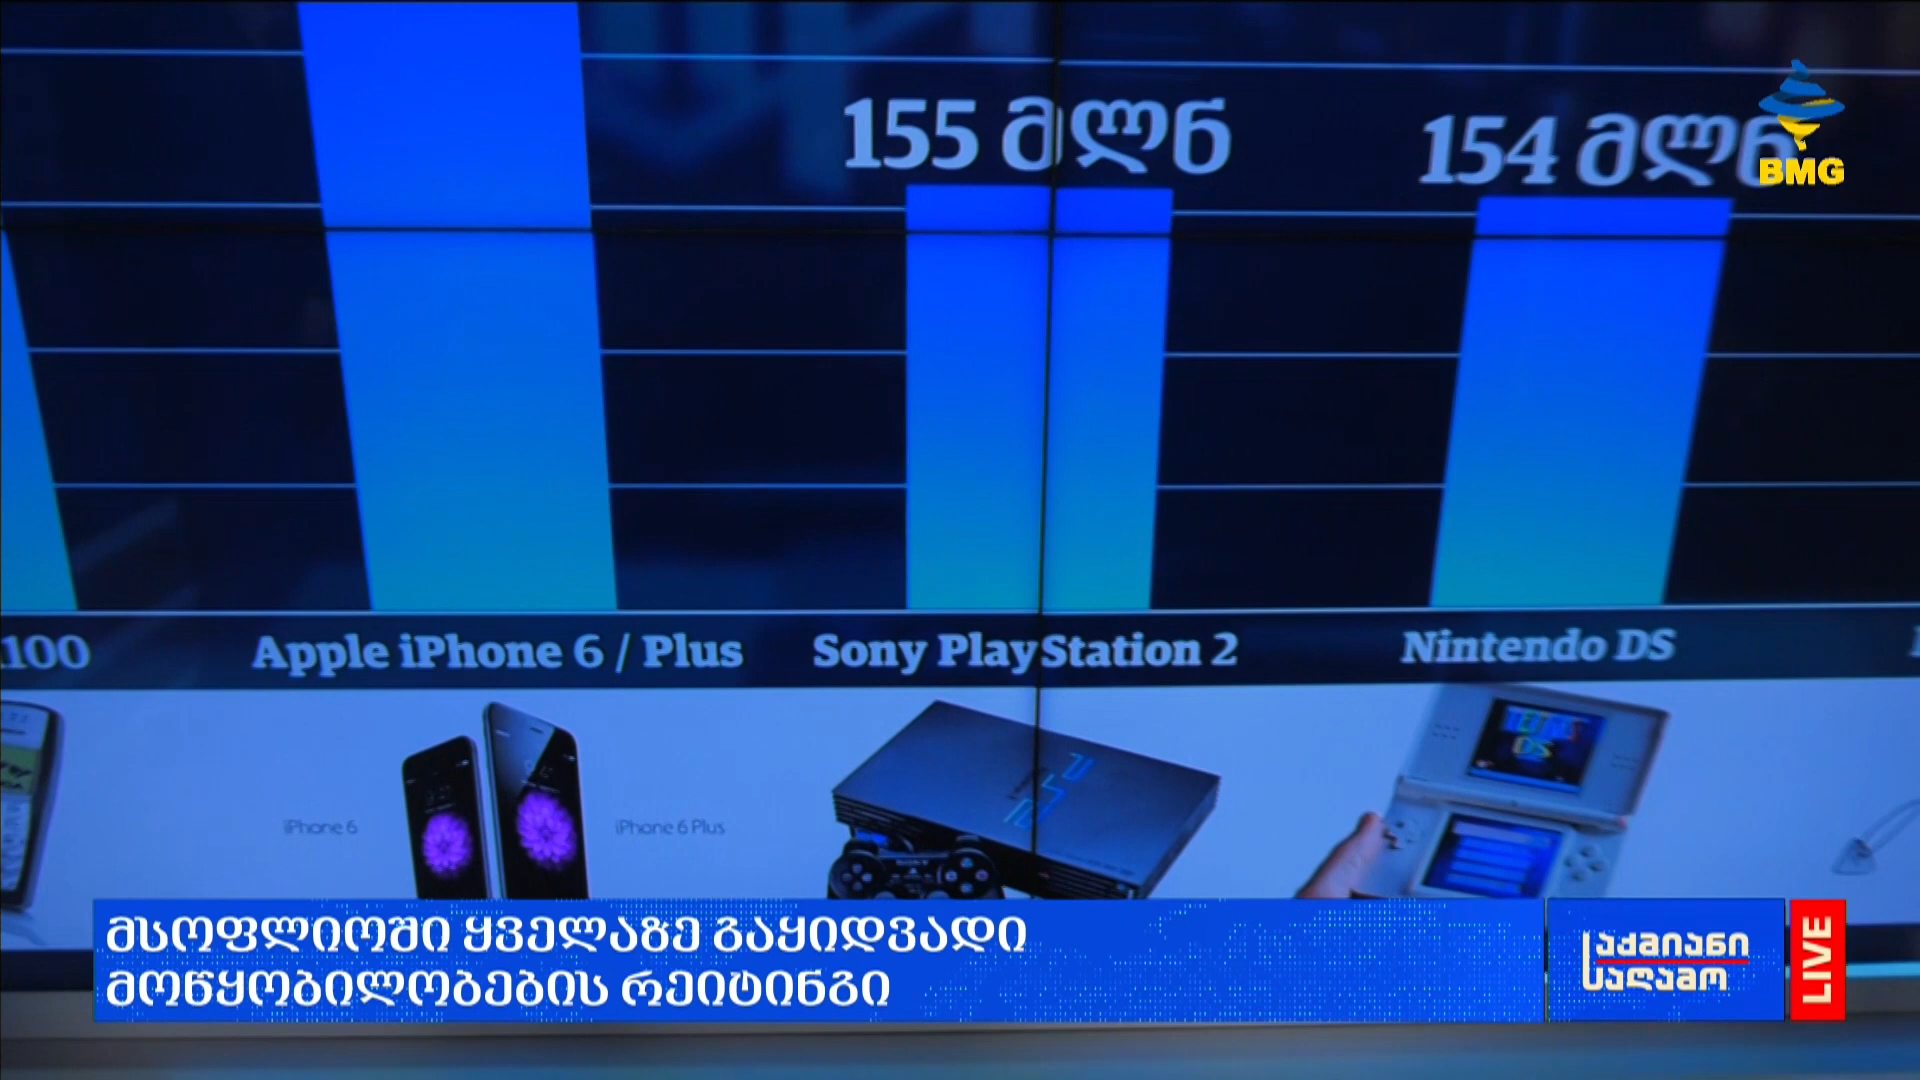 155 მლნ
154 მლნ
BMG
100
Apple iPhone 6 / Plus
Sony PlayStation 2
Nintendo DS
iPhone 6
iPhone 6 Plus
SONY
მსოფლიოში ყველაზე გაყიდვადი
მოწყობილობების რეიტინგი
საქმიანი
საღამო
LIVE